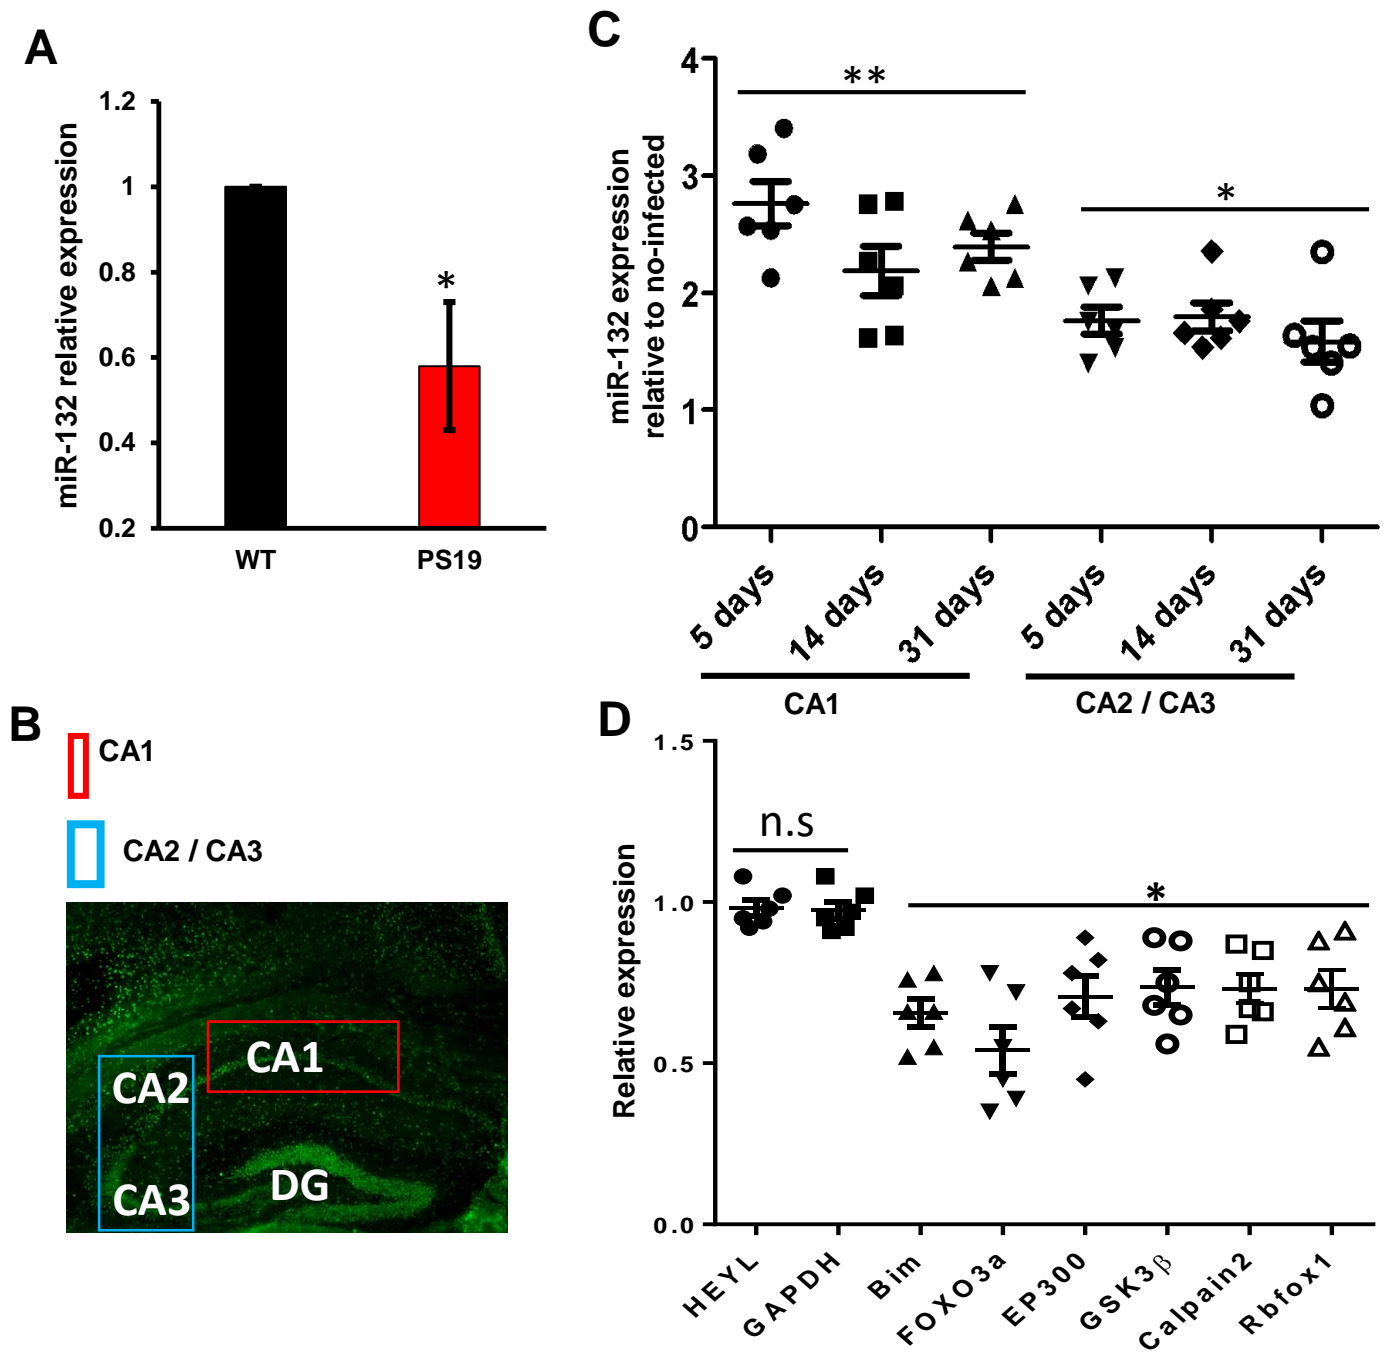 A
miR-132 relative expression
1.2
1
0.8
0.6
0.4
0.2
*
WT
PS19
C
miR-132 expression
relative to no-infected
4
3
2
1
0
**
*
5 days
14 days
31 days
5 days
14 days
31 days
CA1
CA2 / CA3
B
CA1
CA2 / CA3
CA1
CA2
CA3
DG
D
Relative expression
1.5
1.0
0.5
0.0
n.s
*
HEYL
GAPDH
Bim
FOXO3a
EP300
GSK3β
Calpain2
Rbfox1